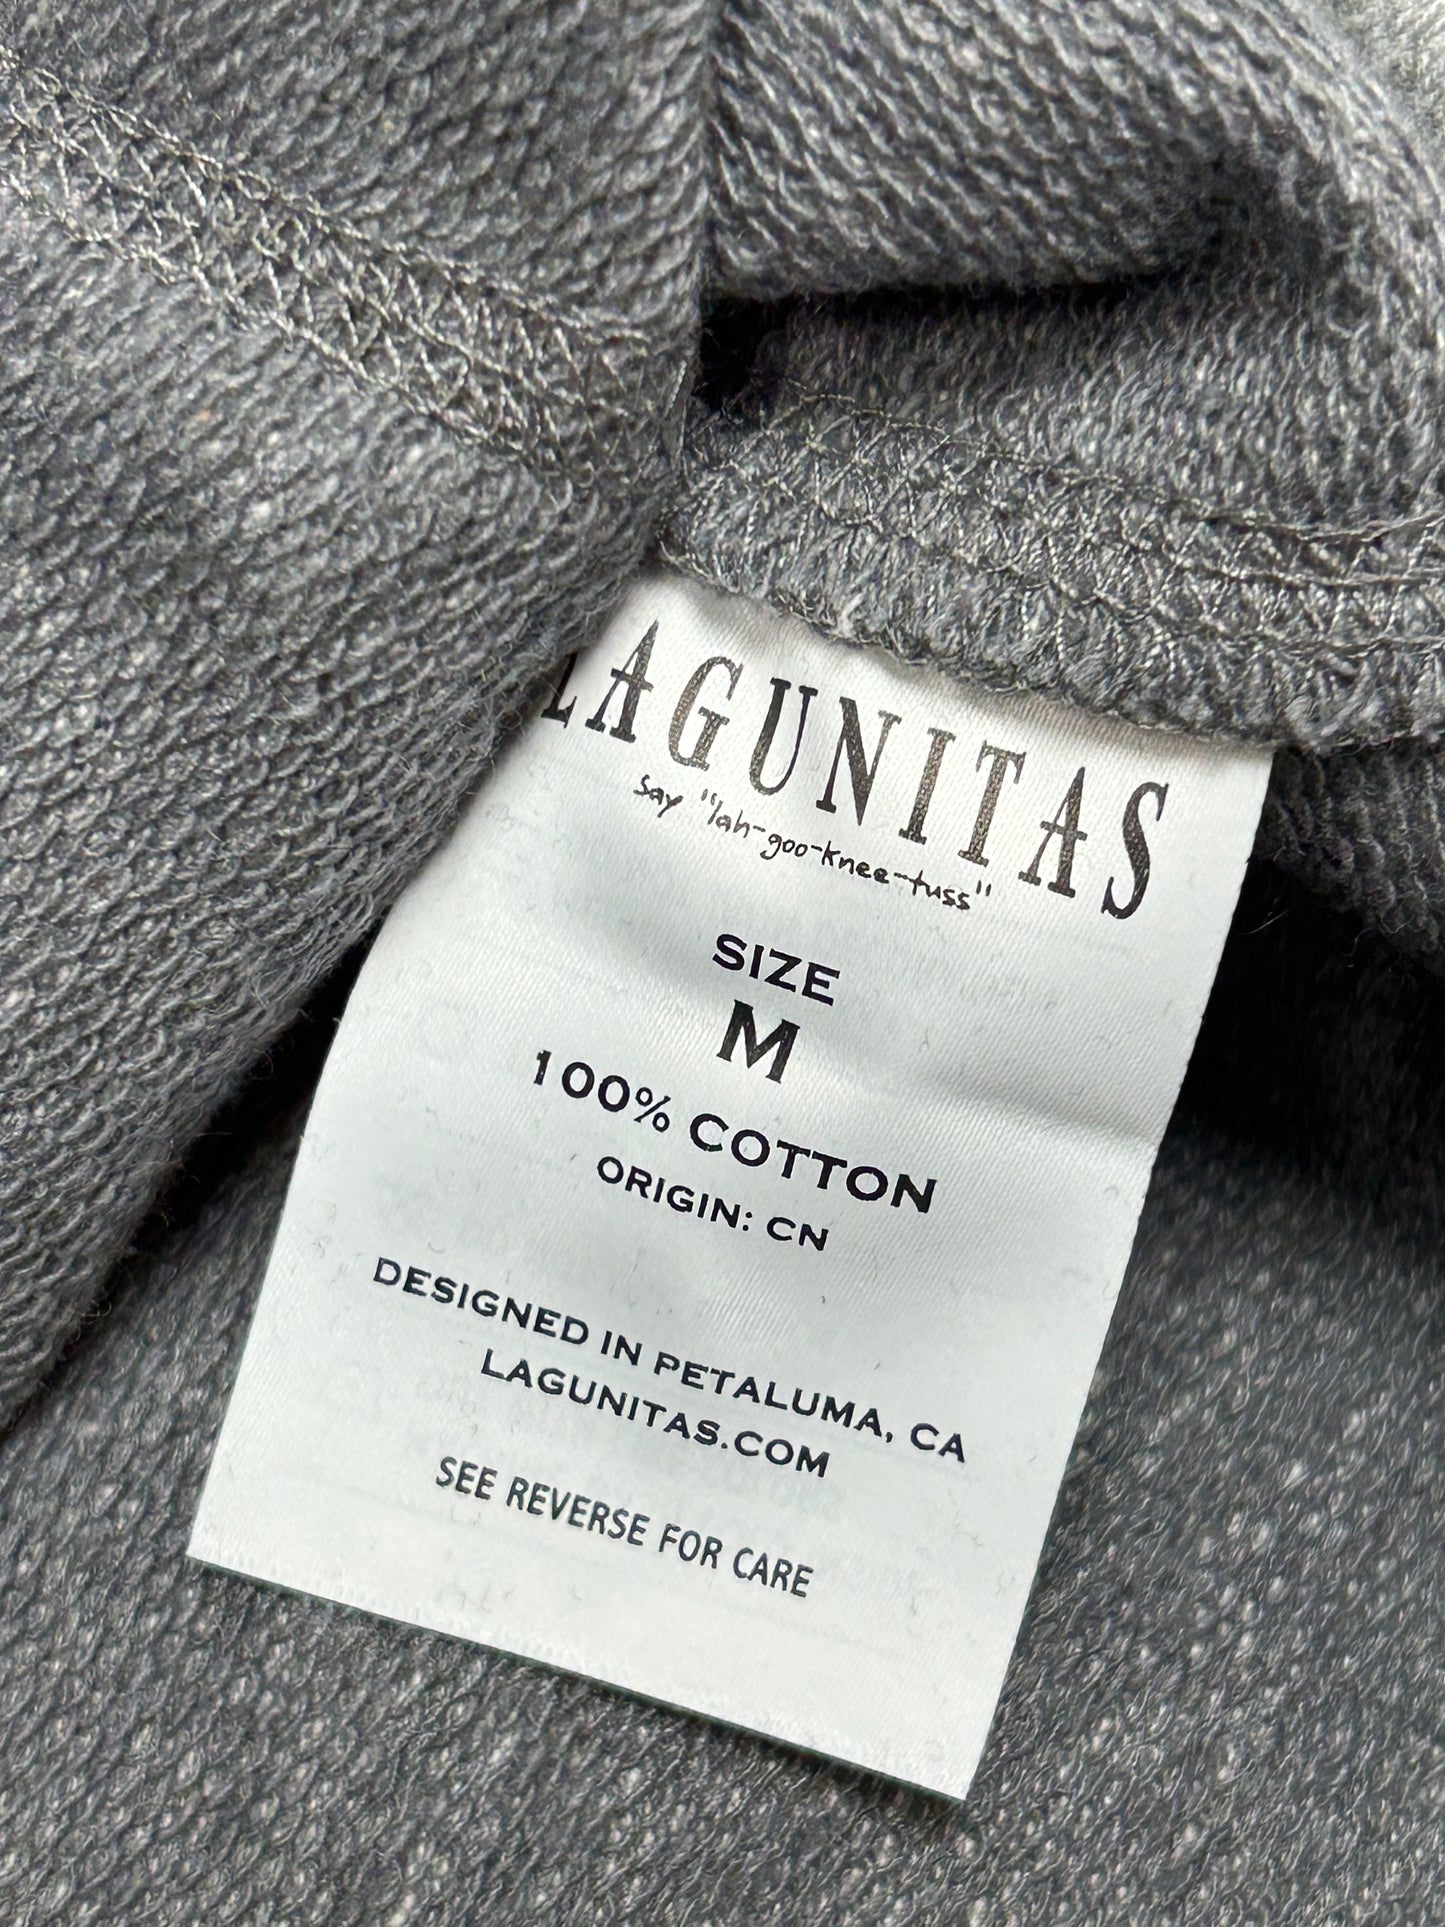 LAGUNITAS
say "lah-goo-knee-tuss"
SIZE
M
100% COTTON
ORIGIN: CN
DESIGNED IN PETALUMA, CA
LAGUNITAS.COM
SEE REVERSE FOR CARE